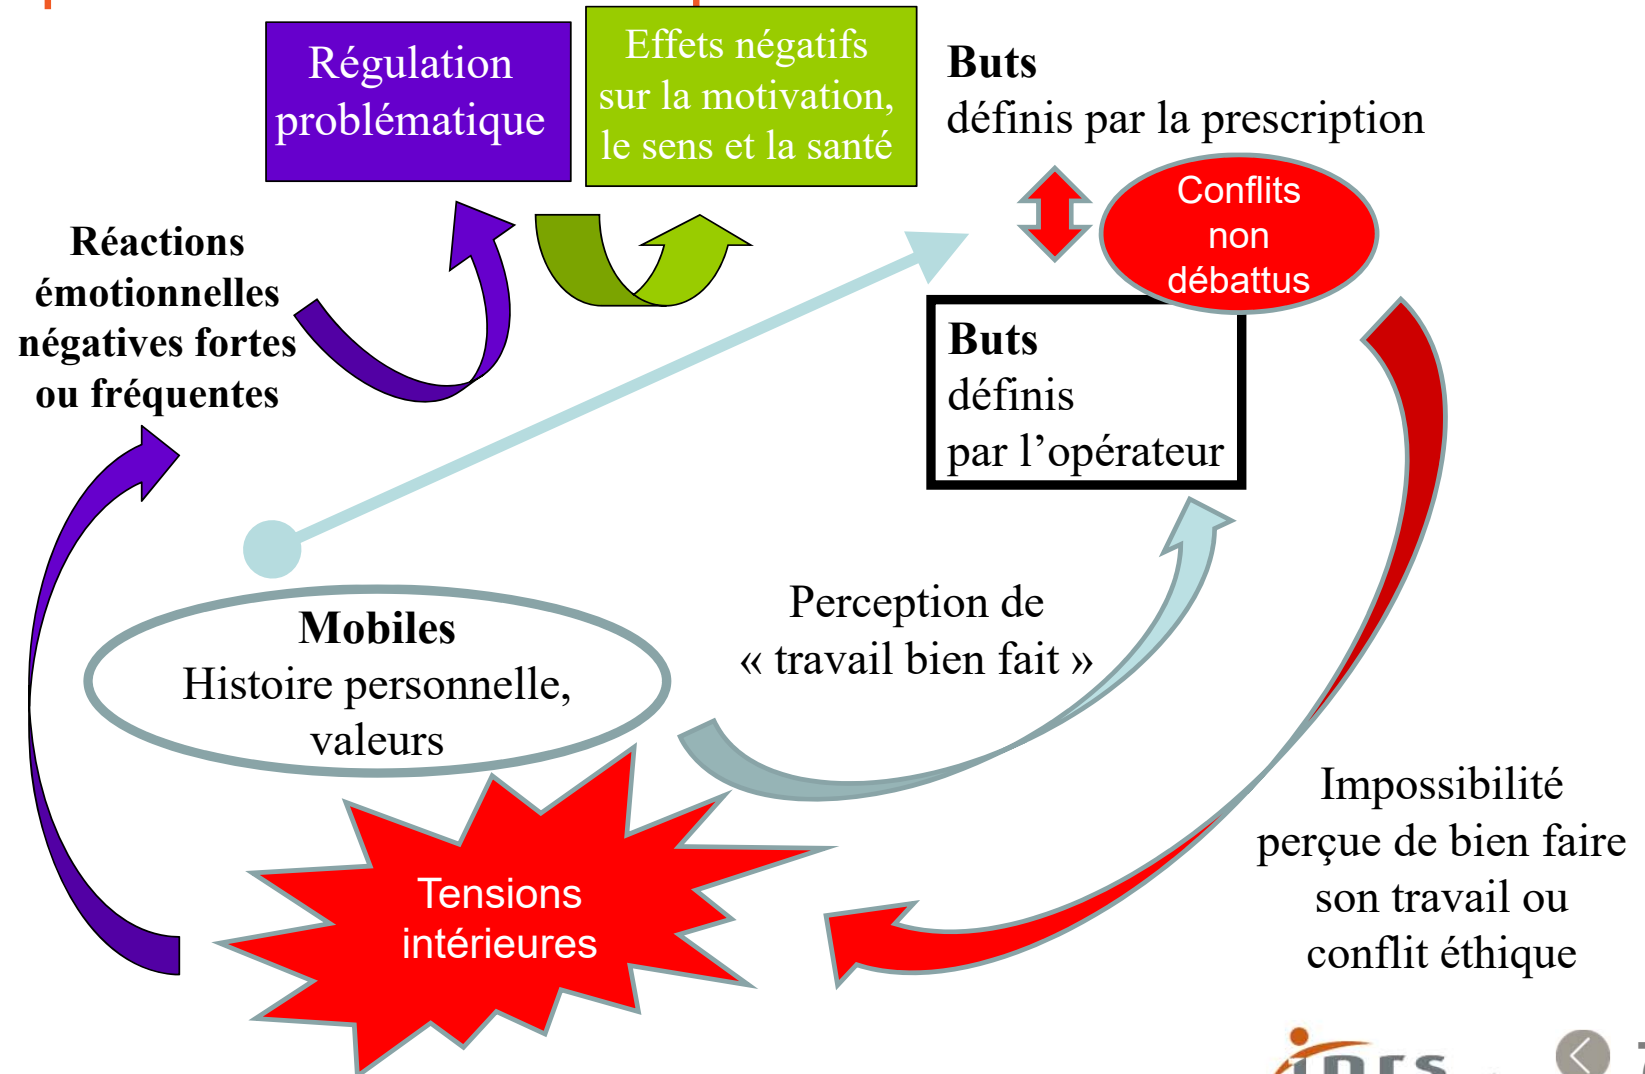 Régulation
problématique
Effets négatifs
sur la motivation,
le sens et la santé
Buts
définis par la prescription
Conflits
non
débattus
Réactions
émotionnelles
négatives fortes
ou fréquentes
Buts
définis
par l’opérateur
Perception de
« travail bien fait »
Mobiles
Histoire personnelle,
valeurs
Tensions
intérieures
Impossibilité
perçue de bien faire
son travail ou
conflit éthique
inrs